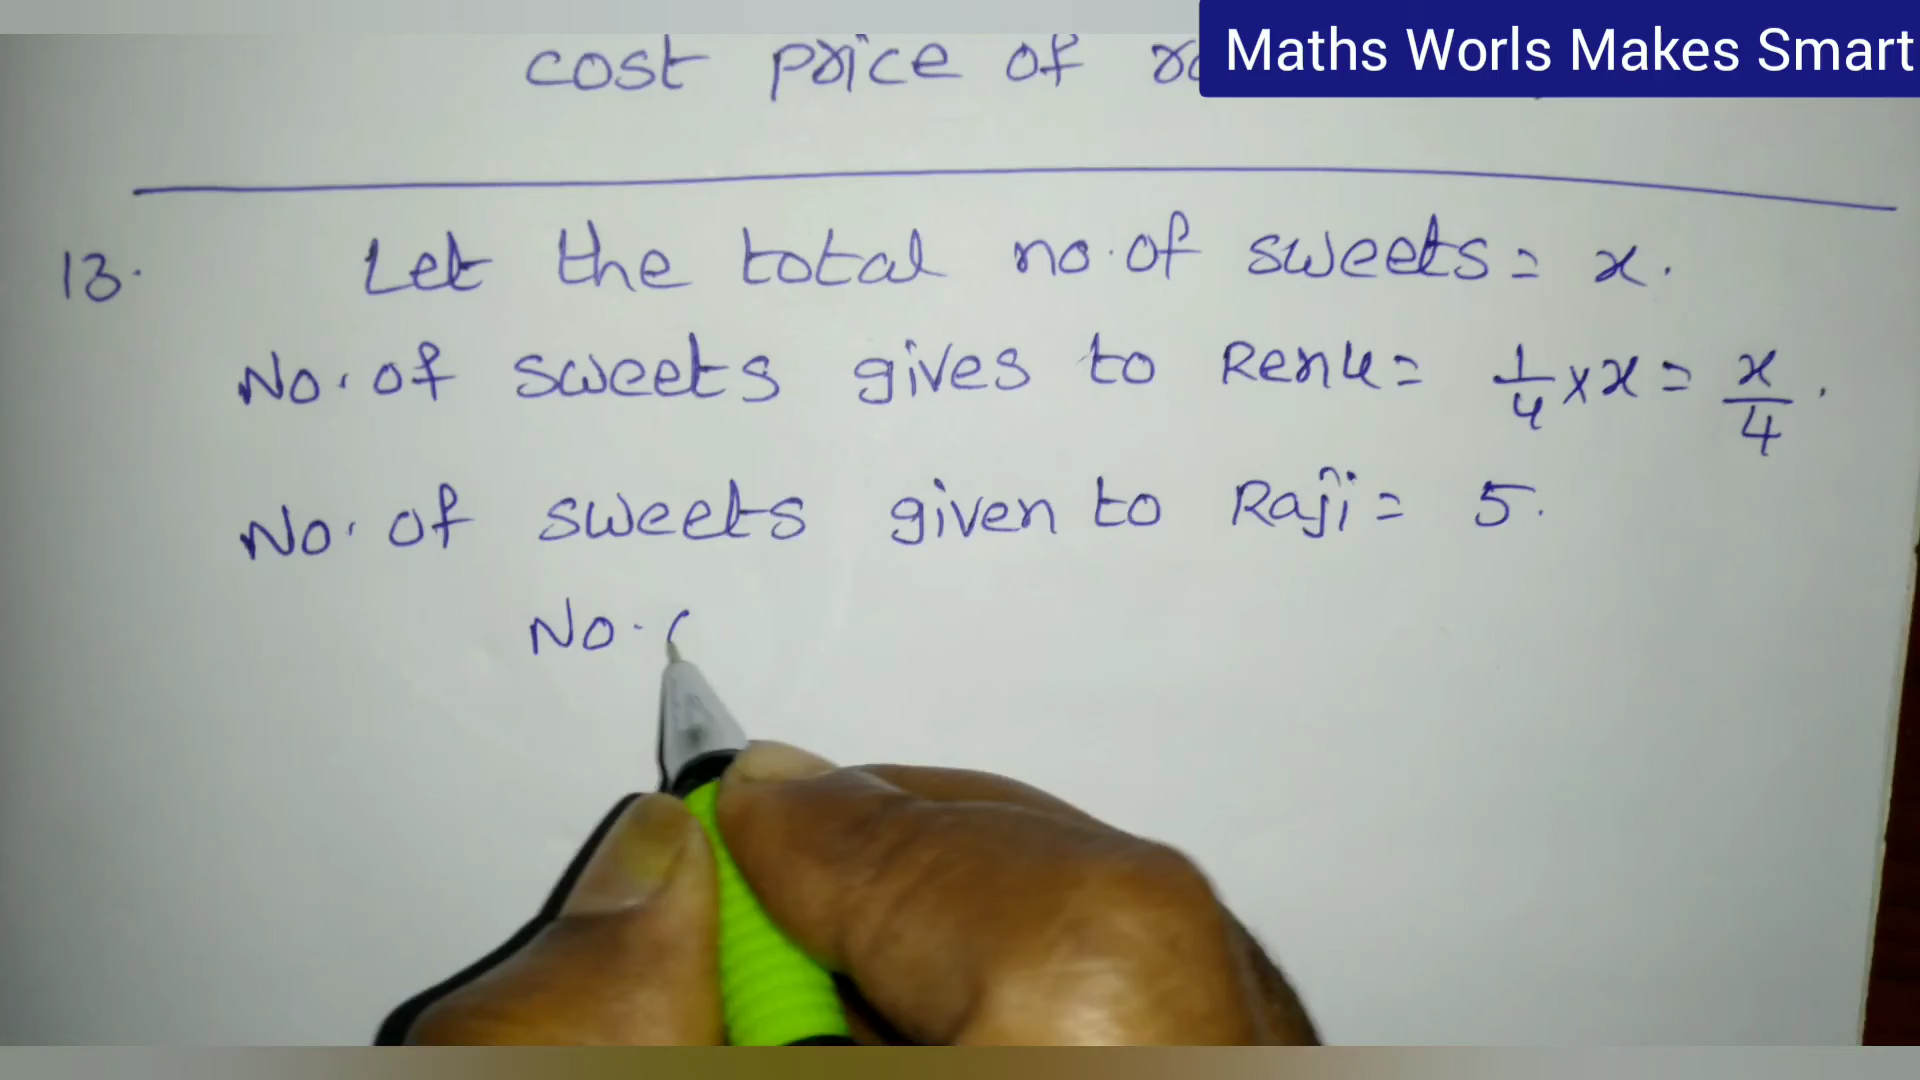 Maths Worls Makes Smart
cost price of
13. Let the total no. of sweets = x.
No. of sweets gives to Renu = 1/4 × x = x/4.
No. of sweets given to Raji = 5.
No.